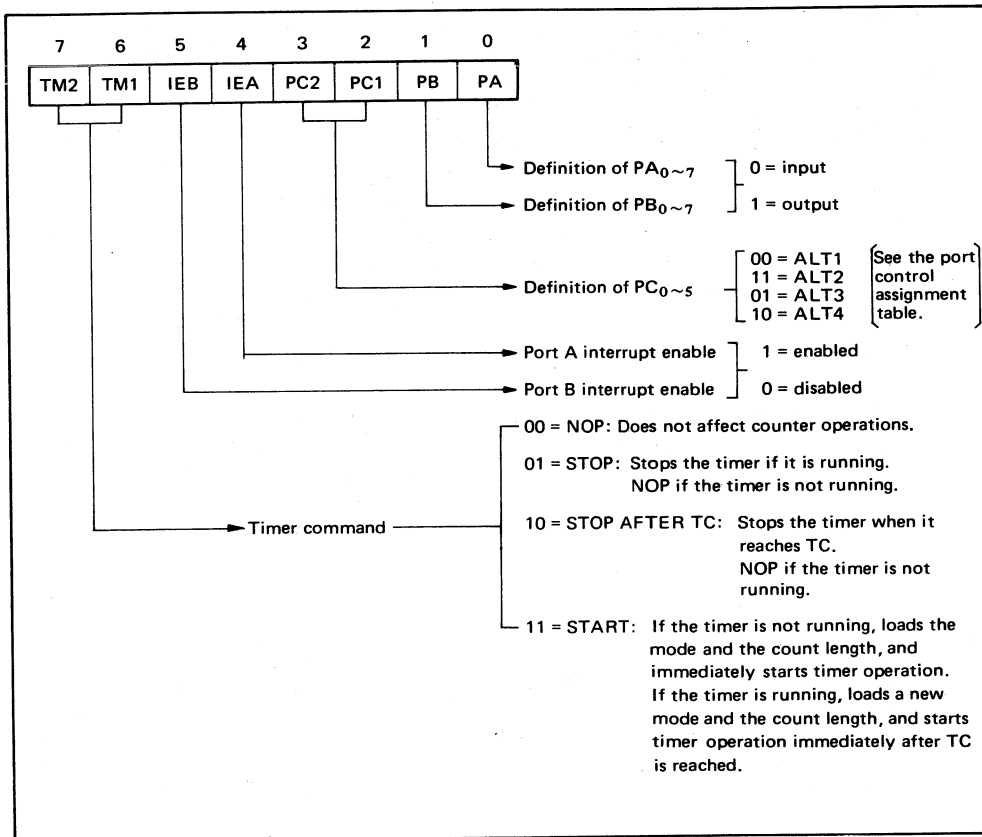 7 6 5 4 3 2 1 0
TM2 TM1 IEB IEA PC2 PC1 PB PA
Definition of PA0~7
Definition of PB0~7
0 = input
1 = output
Definition of PC0~5
00 = ALT1
11 = ALT2
01 = ALT3
10 = ALT4
See the port
control
assignment
table.
Port A interrupt enable
Port B interrupt enable
1 = enabled
0 = disabled
Timer command
00 = NOP: Does not affect counter operations.
01 = STOP: Stops the timer if it is running.
NOP if the timer is not running.
10 = STOP AFTER TC: Stops the timer when it
reaches TC.
NOP if the timer is not
running.
11 = START: If the timer is not running, loads the
mode and the count length, and
immediately starts timer operation.
If the timer is running, loads a new
mode and the count length, and starts
timer operation immediately after TC
is reached.